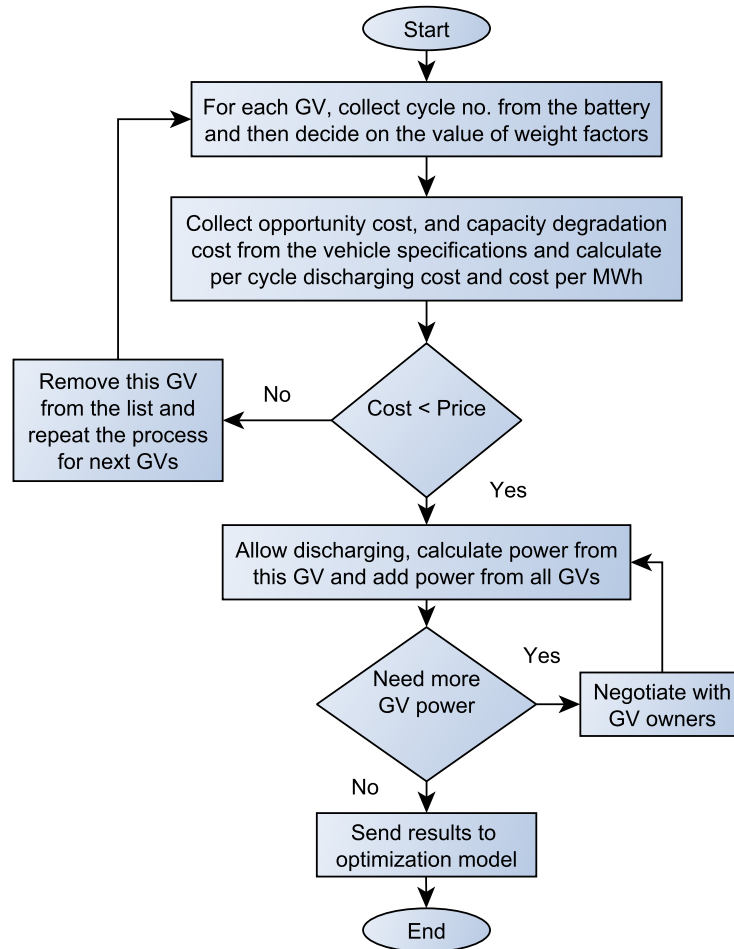 Start
For each GV, collect cycle no. from the battery
and then decide on the value of weight factors
Collect opportunity cost, and capacity degradation
cost from the vehicle specifications and calculate
per cycle discharging cost and cost per MWh
Cost < Price
No
Remove this GV
from the list and
repeat the process
for next GVs
Yes
Allow discharging, calculate power from
this GV and add power from all GVs
Need more
GV power
Yes
Negotiate with
GV owners
No
Send results to
optimization model
End